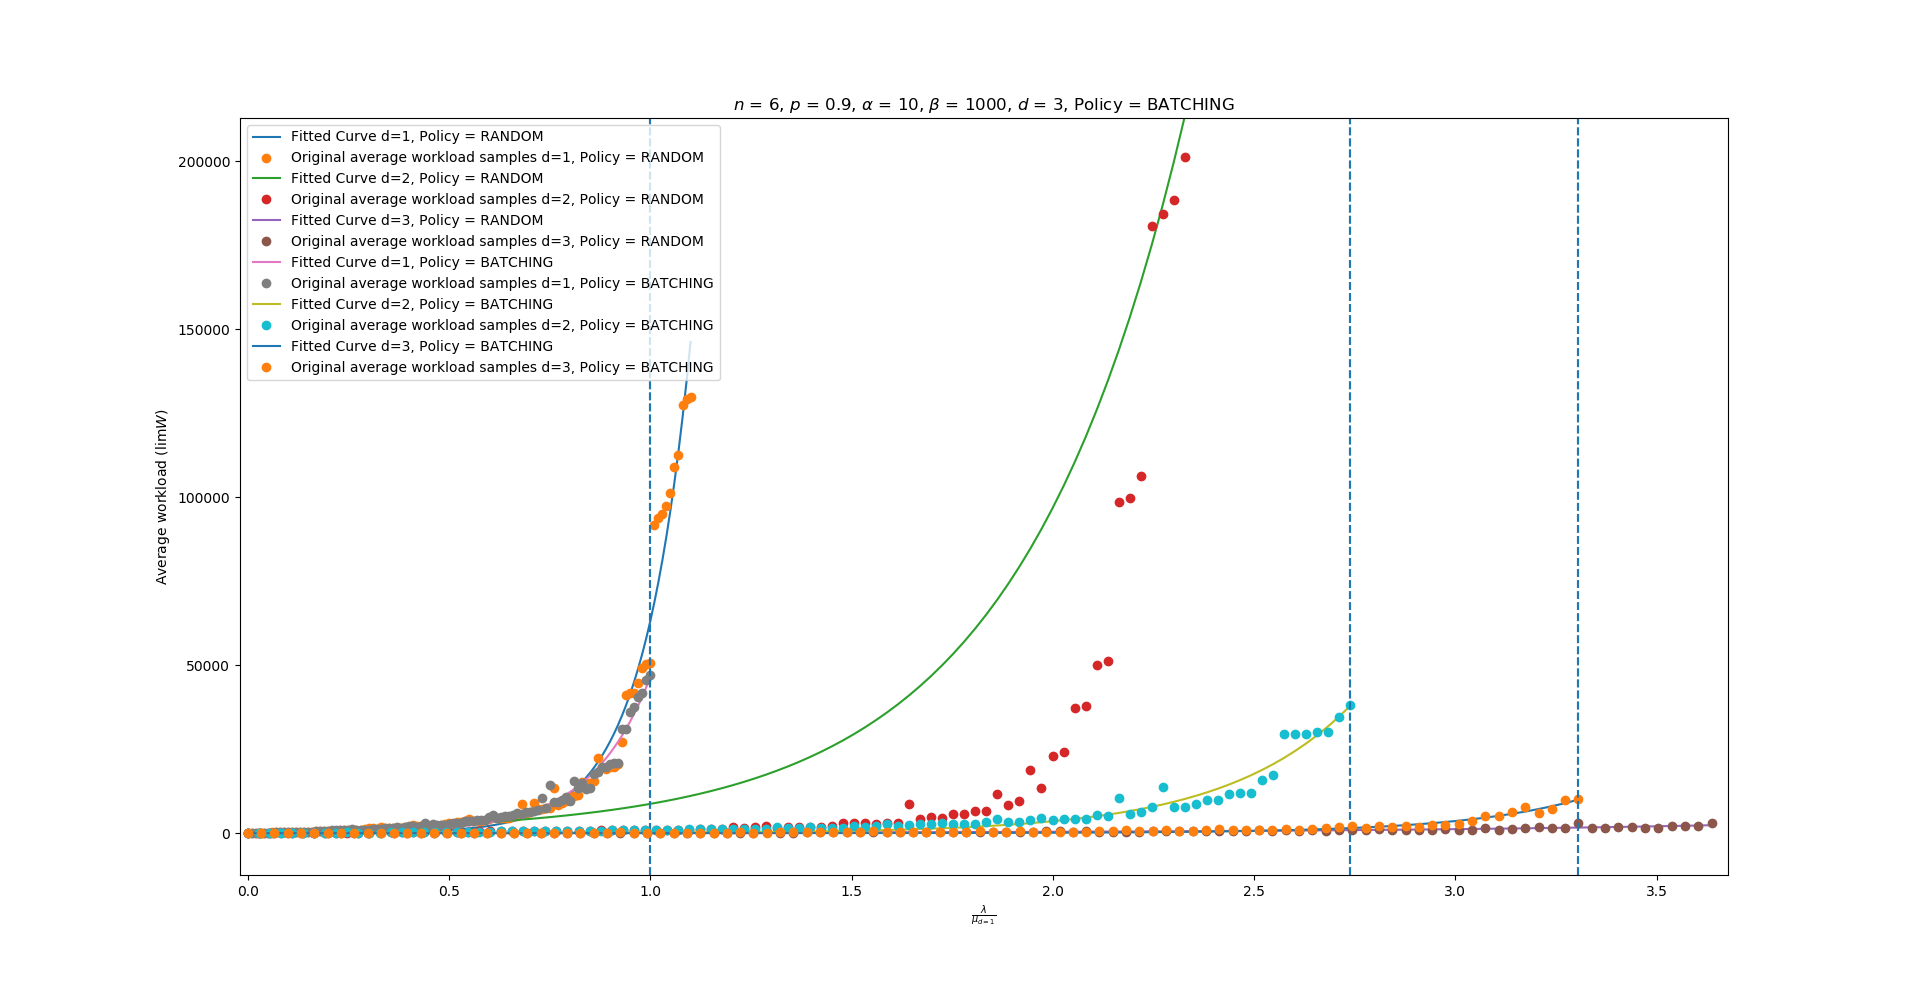 n = 6, p = 0.9, α = 10, β = 1000, d = 3, Policy = BATCHING
Fitted Curve d=1, Policy = RANDOM
Original average workload samples d=1, Policy = RANDOM
Fitted Curve d=2, Policy = RANDOM
Original average workload samples d=2, Policy = RANDOM
Fitted Curve d=3, Policy = RANDOM
Original average workload samples d=3, Policy = RANDOM
Fitted Curve d=1, Policy = BATCHING
Original average workload samples d=1, Policy = BATCHING
Fitted Curve d=2, Policy = BATCHING
Original average workload samples d=2, Policy = BATCHING
Fitted Curve d=3, Policy = BATCHING
Original average workload samples d=3, Policy = BATCHING
200000
150000
100000
50000
0
Average workload (limW)
0.0 0.5 1.0 1.5 2.0 2.5 3.0 3.5
λ
μd=1